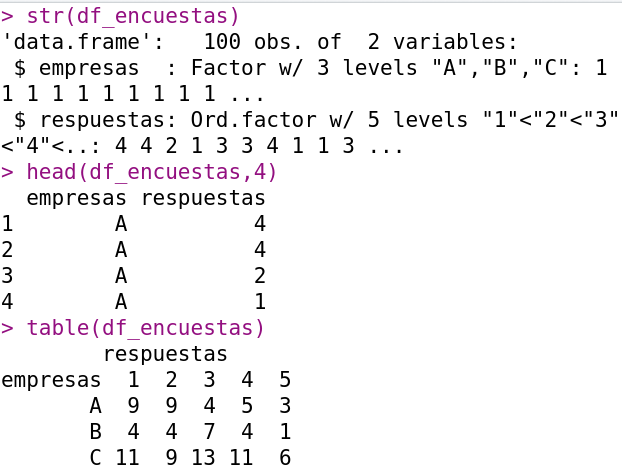 > str(df_encuestas)
'data.frame':   100 obs. of  2 variables:
 $ empresas  : Factor w/ 3 levels "A","B","C": 1
1 1 1 1 1 1 1 1 1 ...
 $ respuestas: Ord.factor w/ 5 levels "1"<"2"<"3"
<"4"<..: 4 4 2 1 3 3 4 1 1 3 ...
> head(df_encuestas,4)
  empresas respuestas
1        A          4
2        A          4
3        A          2
4        A          1
> table(df_encuestas)
        respuestas
empresas  1  2  3  4  5
       A  9  9  4  5  3
       B  4  4  7  4  1
       C 11  9 13 11  6